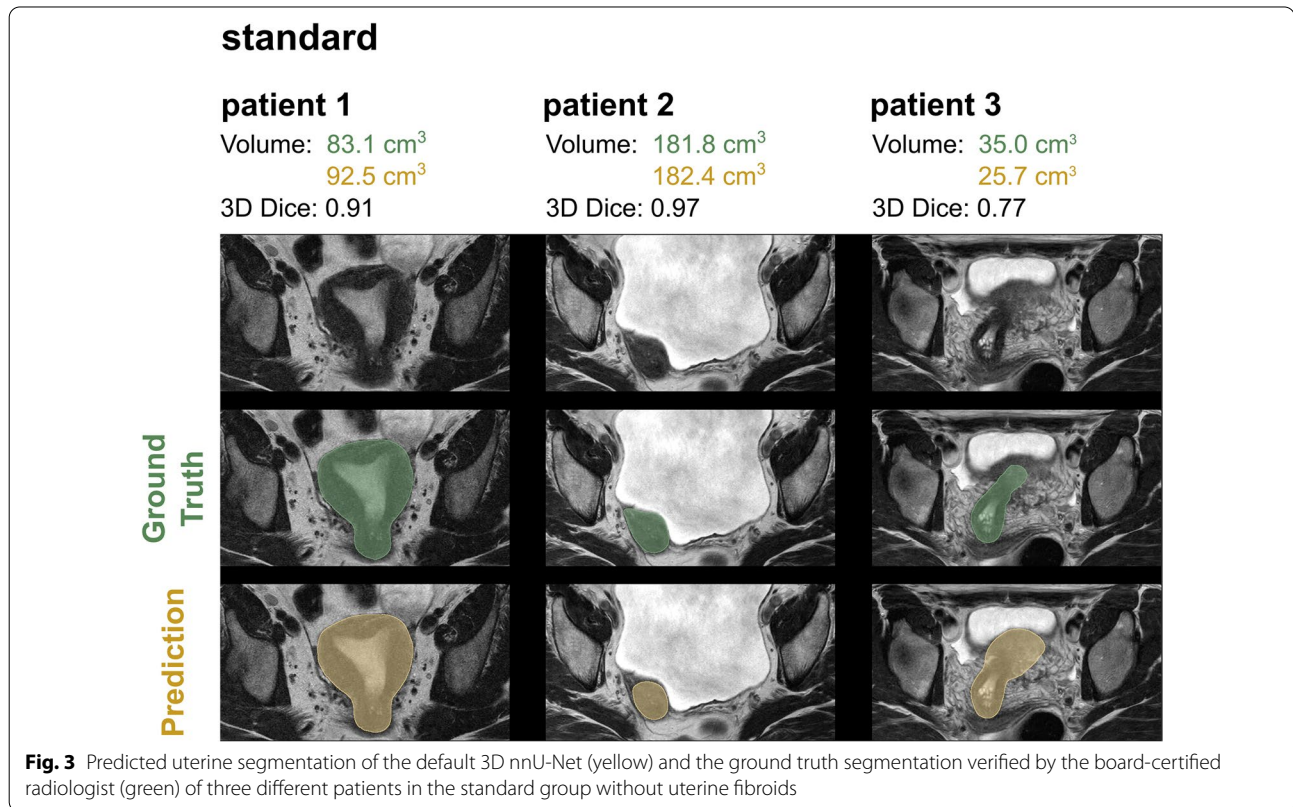 standard
patient 1
Volume: 83.1 cm³
92.5 cm³
3D Dice: 0.91
patient 2
Volume: 181.8 cm³
182.4 cm³
3D Dice: 0.97
patient 3
Volume: 35.0 cm³
25.7 cm³
3D Dice: 0.77
Ground
Truth
Prediction
Fig. 3 Predicted uterine segmentation of the default 3D nnU-Net (yellow) and the ground truth segmentation verified by the board-certified
radiologist (green) of three different patients in the standard group without uterine fibroids